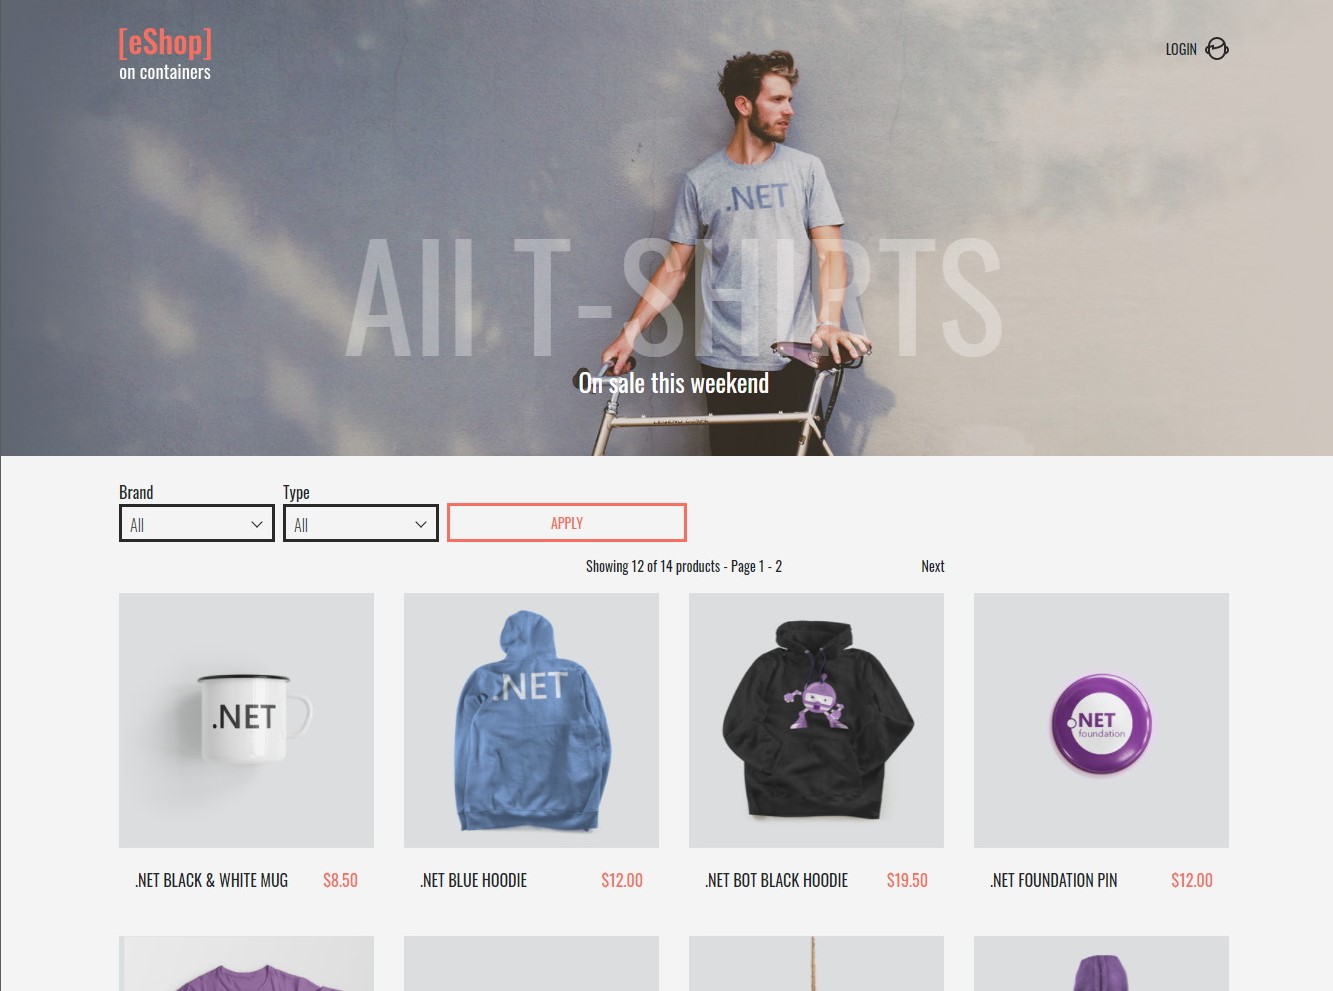 [eShop]
on containers
LOGIN
.NET
All T-SHIRTS
On sale this weekend
Brand
Type
All
All
APPLY
Showing 12 of 14 products - Page 1 - 2
Next
.NET
.NET
.NET
foundation
.NET BLACK & WHITE MUG
$8.50
.NET BLUE HOODIE
$12.00
.NET BOT BLACK HOODIE
$19.50
.NET FOUNDATION PIN
$12.00